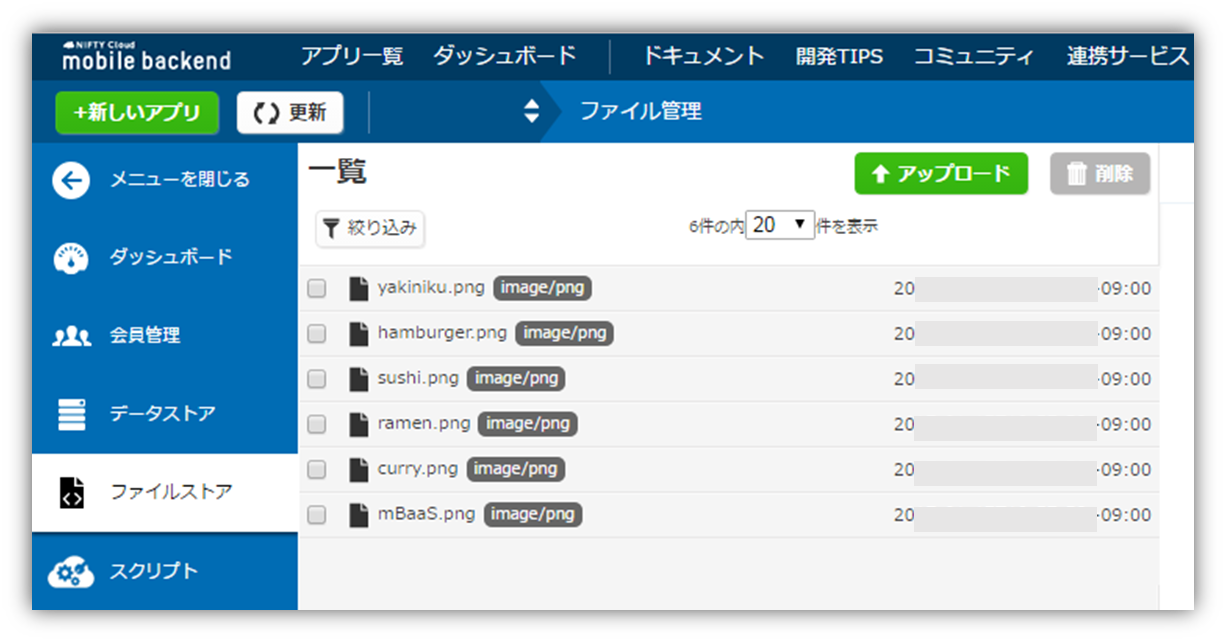 NIFTY Cloud
mobile backend アプリ一覧 ダッシュボード ドキュメント 開発TIPS コミュニティ 連携サービス
+新しいアプリ 更新 ファイル管理
メニューを閉じる
ダッシュボード
会員管理
データストア
ファイルストア
スクリプト
一覧 アップロード 削除
絞り込み 6件の内 20 件を表示
yakiniku.png image/png 20 -09:00
hamburger.png image/png 20 -09:00
sushi.png image/png 20 -09:00
ramen.png image/png 20 -09:00
curry.png image/png 20 -09:00
mBaaS.png image/png 20 -09:00